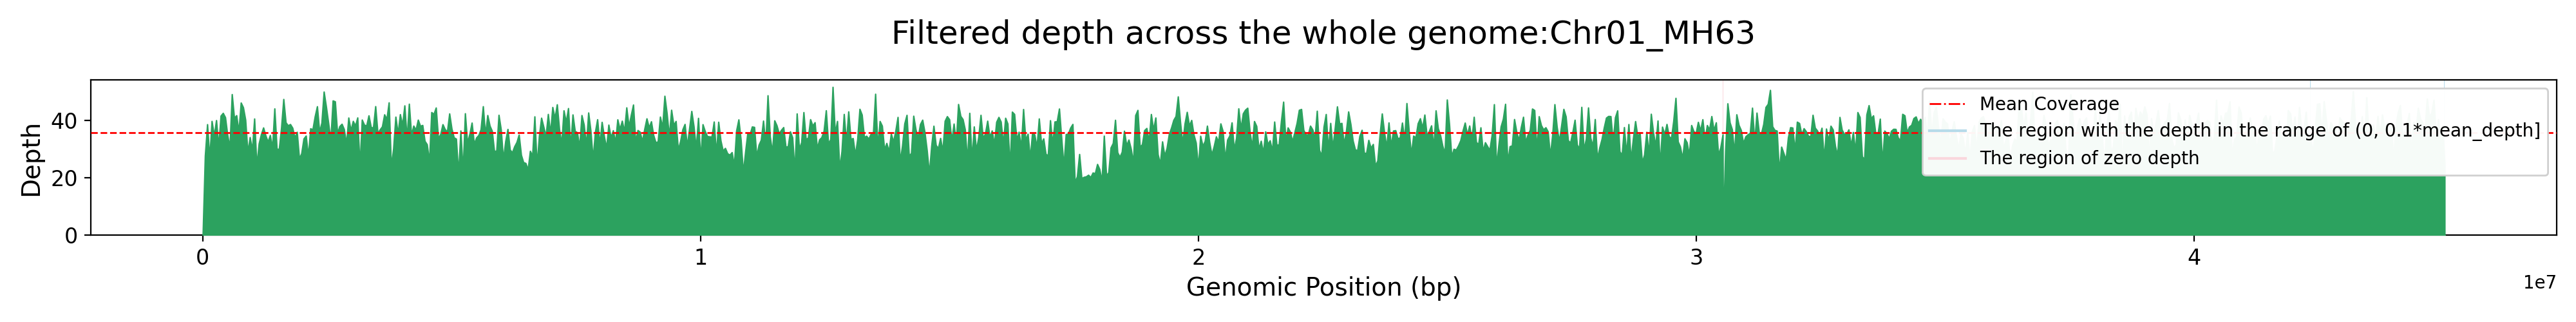 Filtered depth across the whole genome:Chr01_MH63
Depth
40
20
0
Mean Coverage
The region with the depth in the range of (0, 0.1*mean_depth]
The region of zero depth
0 1 2 3 4
1e7
Genomic Position (bp)